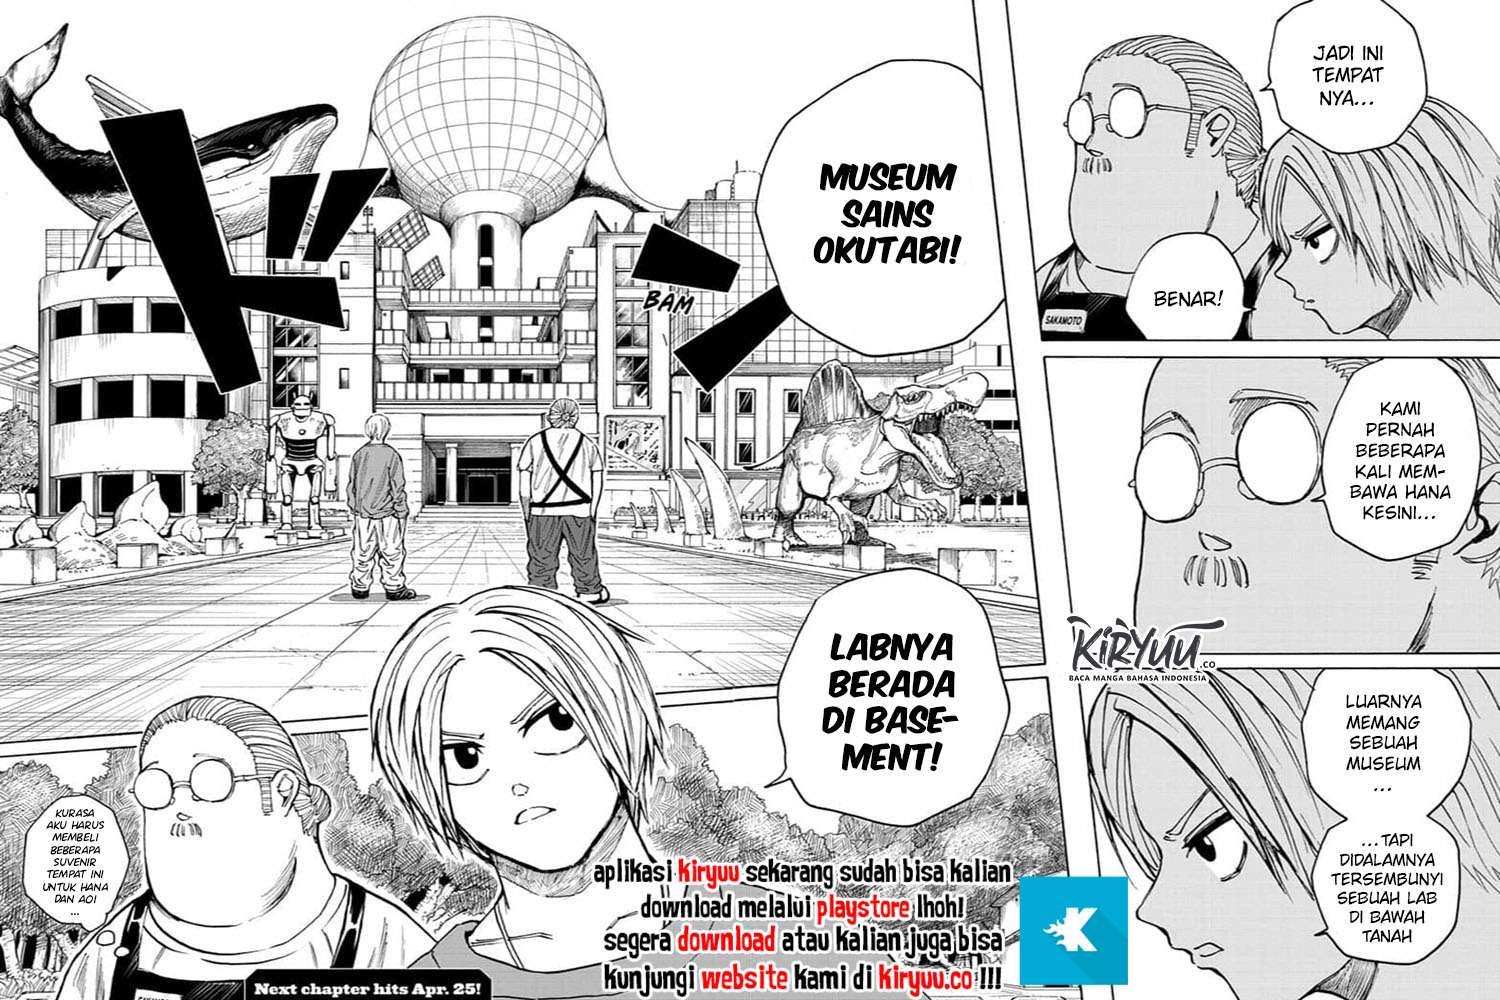 JADI INI
TEMPAT
NYA...
BENAR!
SAKAMOTO
KAMI
PERNAH
BEBERAPA
KALI MEM-
BAWA HANA
KESINI...
KiRYUU.co
BACA MANGA BAHASA INDONESIA
LUARNYA
MEMANG
SEBUAH
MUSEUM
...
...TAPI
DIDALAMNYA
TERSEMBUNYI
SEBUAH LAB
DI BAWAH
TANAH
MUSEUM
SAINS
OKUTABI!
ドン
BAM
LABNYA
BERADA
DI BASE-
MENT!
KURASA
AKU HARUS
MEMBELI
BEBERAPA
SUVENIR
TEMPAT INI
UNTUK HANA
DAN AOI
...
aplikasi kiryuu sekarang sudah bisa kalian
download melalui playstore lhoh!
segera download atau kalian juga bisa
kunjungi website kami di kiryuu.co !!!
K
Next chapter hits Apr. 25!